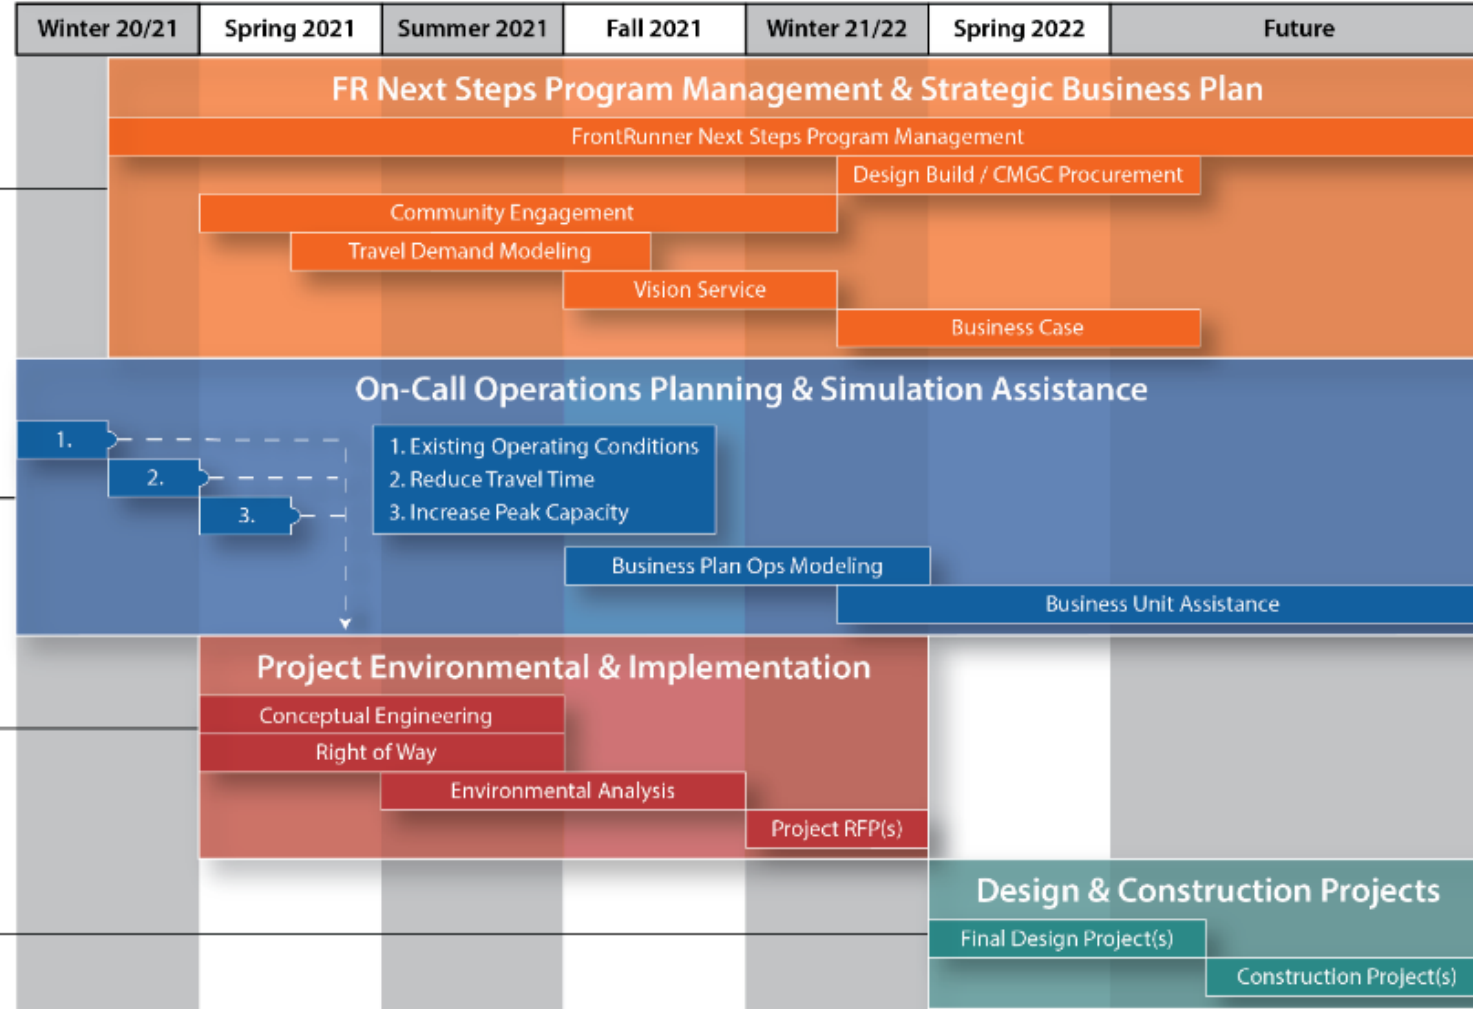 Winter 20/21 Spring 2021 Summer 2021 Fall 2021 Winter 21/22 Spring 2022 Future
FR Next Steps Program Management & Strategic Business Plan
FrontRunner Next Steps Program Management
Design Build / CMGC Procurement
Community Engagement
Travel Demand Modeling
Vision Service
Business Case
On-Call Operations Planning & Simulation Assistance
1.
2.
3.
1. Existing Operating Conditions
2. Reduce Travel Time
3. Increase Peak Capacity
Business Plan Ops Modeling
Business Unit Assistance
Project Environmental & Implementation
Conceptual Engineering
Right of Way
Environmental Analysis
Project RFP(s)
Design & Construction Projects
Final Design Project(s)
Construction Project(s)